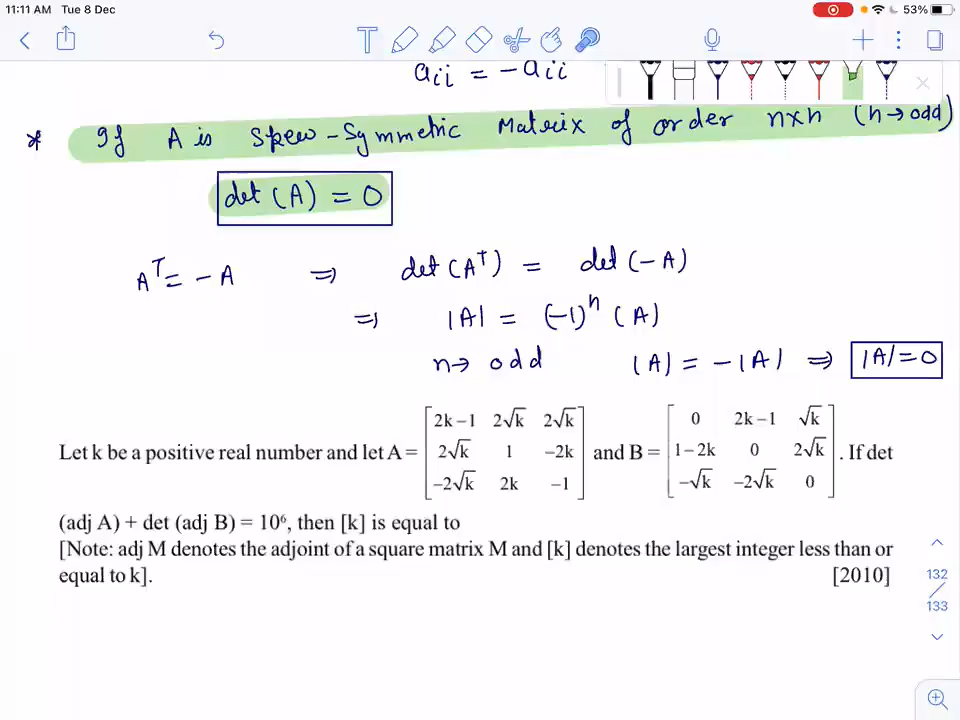 11:11 AM Tue 8 Dec 53%
aii = -aii
* If A is Skew-Symmetric Matrix of order n×n (n→odd)
det (A) = 0
A^T = -A ⇒ det (A^T) = det (-A)
⇒ |A| = (-1)^n (A)
n→ odd |A| = -|A| ⇒ |A|=0
Let k be a positive real number and let A = [2k−1 2√k 2√k; 2√k 1 −2k; −2√k 2k −1] and B = [0 2k−1 √k; 1−2k 0 2√k; −√k −2√k 0]. If det
(adj A) + det (adj B) = 10⁶, then [k] is equal to
[Note: adj M denotes the adjoint of a square matrix M and [k] denotes the largest integer less than or
equal to k]. [2010]
132
133